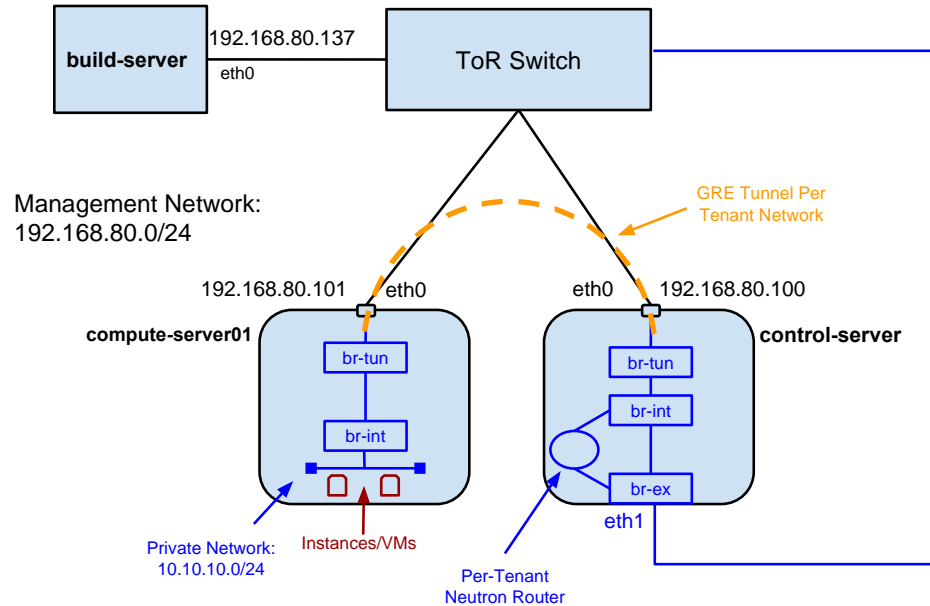 192.168.80.137
build-server
eth0
ToR Switch
Management Network:
192.168.80.0/24
GRE Tunnel Per
Tenant Network
192.168.80.101
eth0
eth0
192.168.80.100
compute-server01
control-server
br-tun
br-int
br-tun
br-int
br-ex
eth1
Private Network:
10.10.10.0/24
Instances/VMs
Per-Tenant
Neutron Router